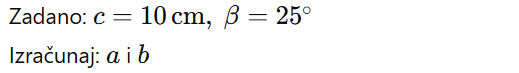 Zadano: c = 10 cm, β = 25°
Izračunaj: a i b